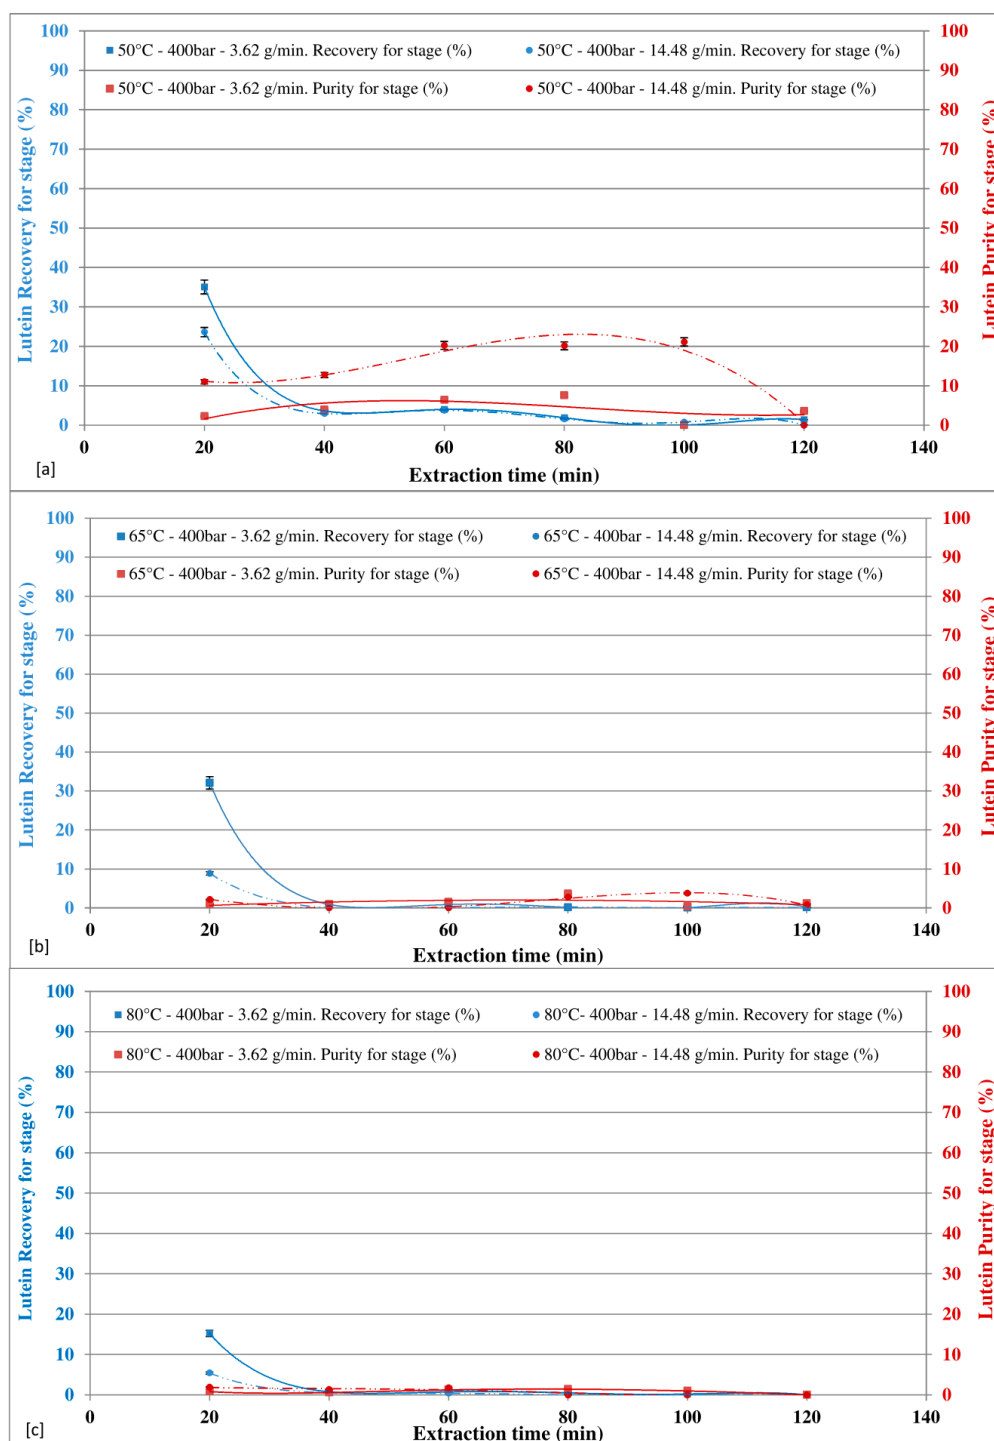 50°C - 400bar - 3.62 g/min. Recovery for stage (%)
50°C - 400bar - 14.48 g/min. Recovery for stage (%)
50°C - 400bar - 3.62 g/min. Purity for stage (%)
50°C - 400bar - 14.48 g/min. Purity for stage (%)
Lutein Recovery for stage (%)
100
90
80
70
60
50
40
30
20
10
0
Lutein Purity for stage (%)
100
90
80
70
60
50
40
30
20
10
0
0 20 40 60 80 100 120 140
Extraction time (min)
[a]
65°C - 400bar - 3.62 g/min. Recovery for stage (%)
65°C - 400bar - 14.48 g/min. Recovery for stage (%)
65°C - 400bar - 3.62 g/min. Purity for stage (%)
65°C - 400bar - 14.48 g/min. Purity for stage (%)
Lutein Recovery for stage (%)
100
90
80
70
60
50
40
30
20
10
0
Lutein Purity for stage (%)
100
90
80
70
60
50
40
30
20
10
0
0 20 40 60 80 100 120 140
Extraction time (min)
[b]
80°C - 400bar - 3.62 g/min. Recovery for stage (%)
80°C- 400bar - 14.48 g/min. Recovery for stage (%)
80°C - 400bar - 3.62 g/min. Purity for stage (%)
80°C- 400bar - 14.48 g/min. Purity for stage (%)
Lutein Recovery for stage (%)
100
90
80
70
60
50
40
30
20
10
0
Lutein Purity for stage (%)
100
90
80
70
60
50
40
30
20
10
0
0 20 40 60 80 100 120 140
Extraction time (min)
[c]